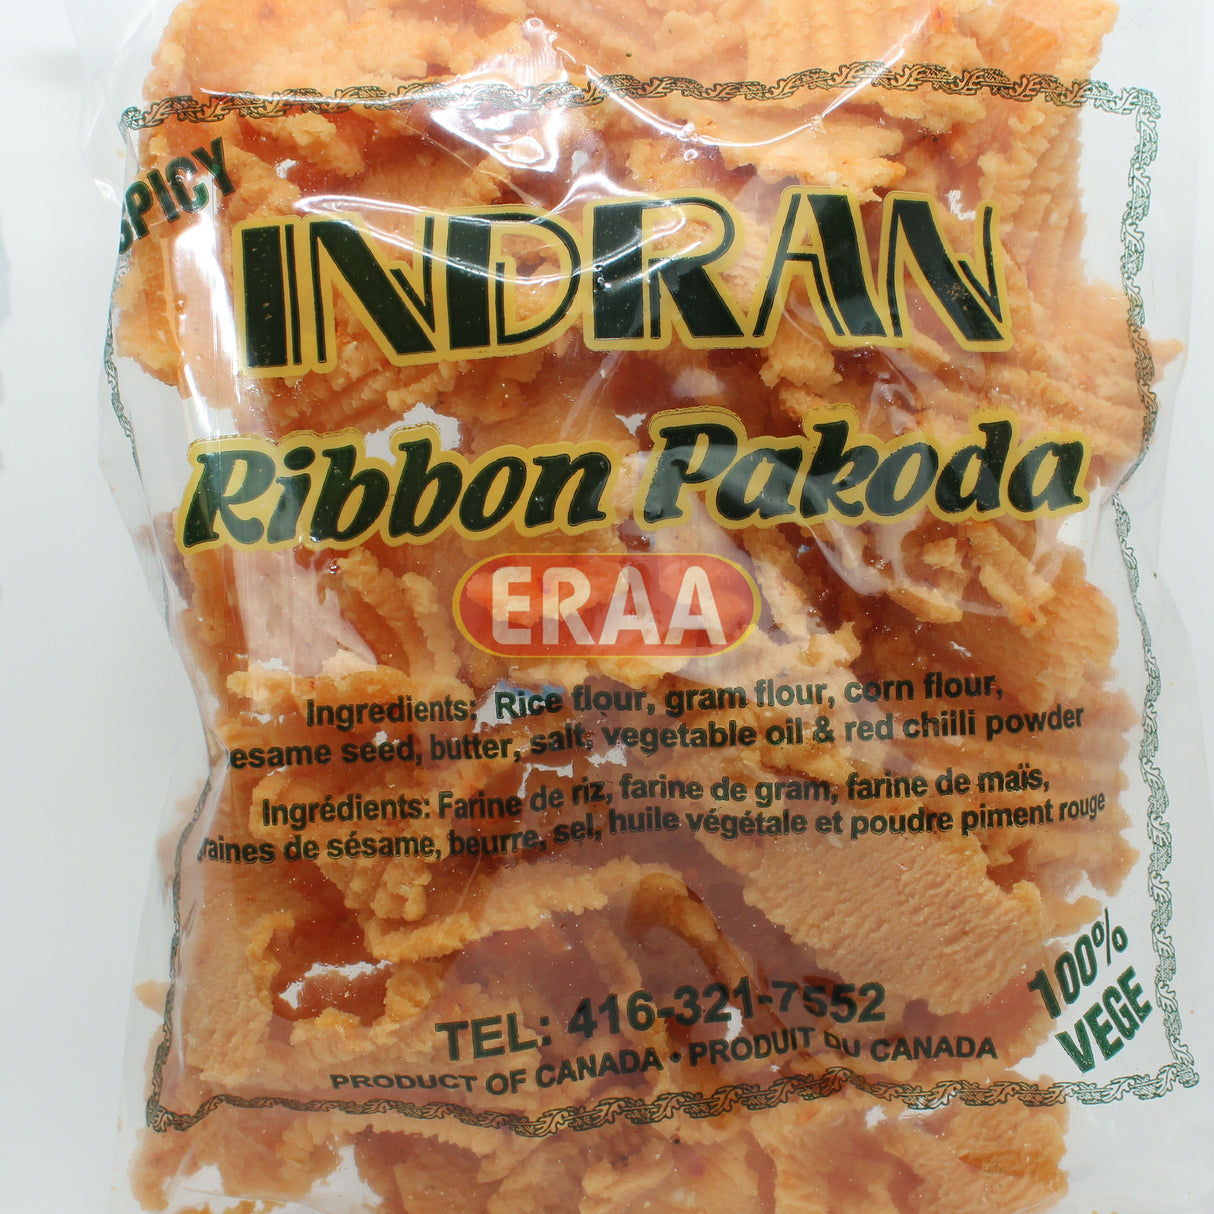 SPICY
INDRAN
Ribbon Pakoda
ERAA
Ingredients: Rice flour, gram flour, corn flour,
esame seed, butter, salt, vegetable oil & red chilli powder
Ingrédients: Farine de riz, farine de gram, farine de maïs,
raines de sésame, beurre, sel, huile végétale et poudre piment rouge
100%
VEGE
TEL: 416-321-7552
PRODUCT OF CANADA • PRODUIT DU CANADA